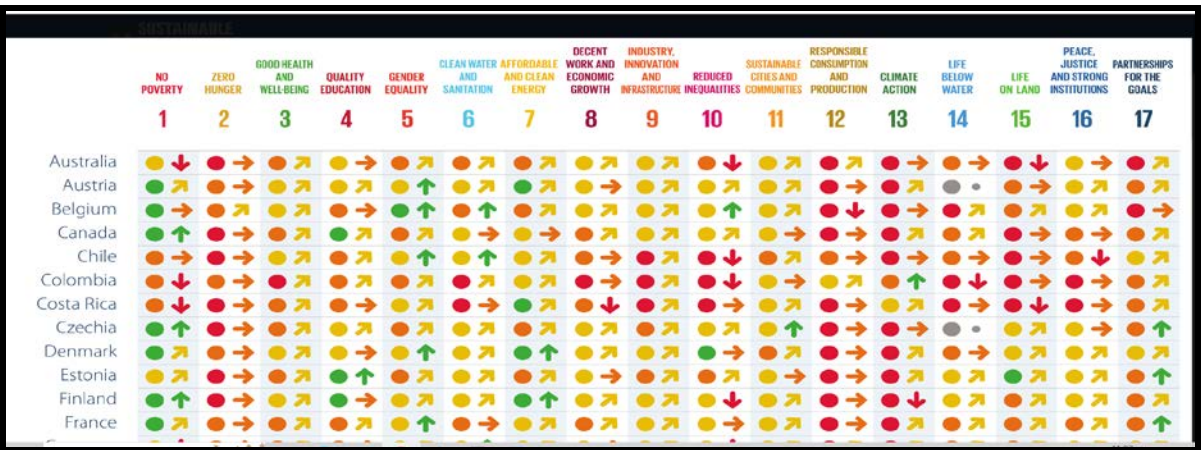 SUSTAINABLE
NO POVERTY
ZERO HUNGER
GOOD HEALTH AND WELL-BEING
QUALITY EDUCATION
GENDER EQUALITY
CLEAN WATER AND SANITATION
AFFORDABLE AND CLEAN ENERGY
DECENT WORK AND ECONOMIC GROWTH
INDUSTRY, INNOVATION AND INFRASTRUCTURE
REDUCED INEQUALITIES
SUSTAINABLE CITIES AND COMMUNITIES
RESPONSIBLE CONSUMPTION AND PRODUCTION
CLIMATE ACTION
LIFE BELOW WATER
LIFE ON LAND
PEACE, JUSTICE AND STRONG INSTITUTIONS
PARTNERSHIPS FOR THE GOALS
1 2 3 4 5 6 7 8 9 10 11 12 13 14 15 16 17
Australia
Austria
Belgium
Canada
Chile
Colombia
Costa Rica
Czechia
Denmark
Estonia
Finland
France